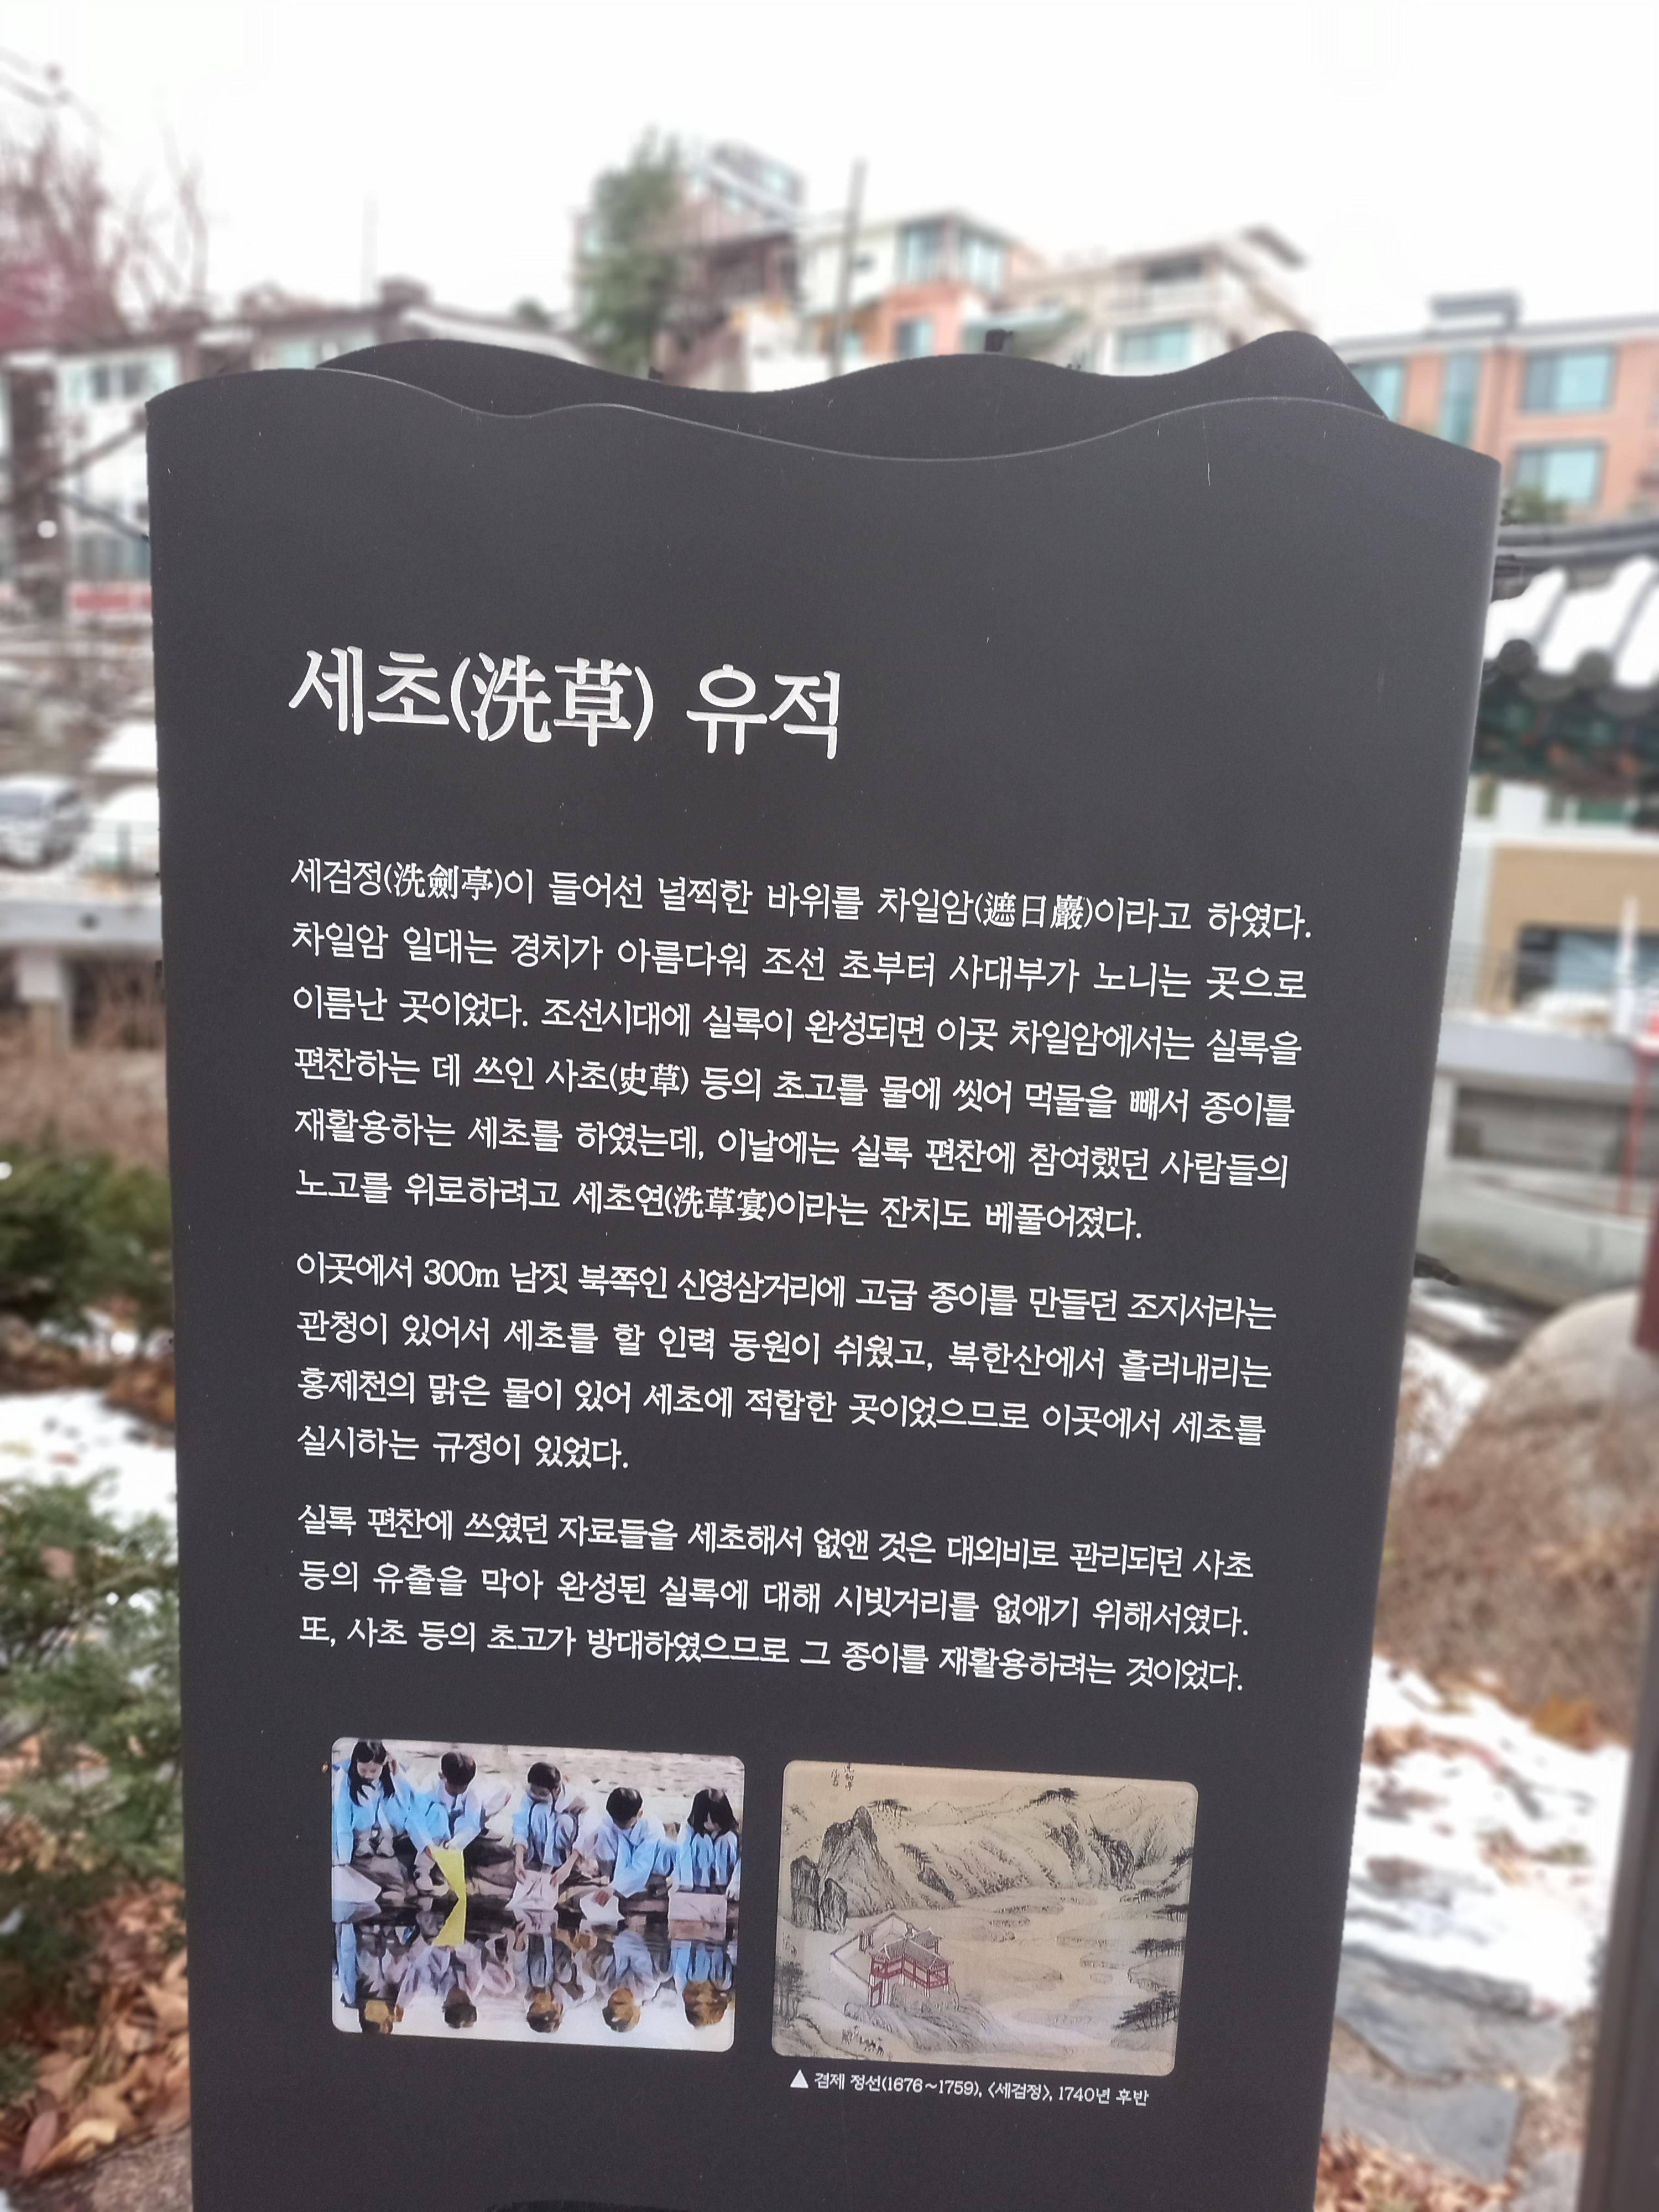 세초(洗草) 유적
세검정(洗劍亭)이 들어선 널찍한 바위를 차일암(遮日巖)이라고 하였다.
차일암 일대는 경치가 아름다워 조선 초부터 사대부가 노니는 곳으로
이름난 곳이었다. 조선시대에 실록이 완성되면 이곳 차일암에서는 실록을
편찬하는 데 쓰인 사초(史草) 등의 초고를 물에 씻어 먹물을 빼서 종이를
재활용하는 세초를 하였는데, 이날에는 실록 편찬에 참여했던 사람들의
노고를 위로하려고 세초연(洗草宴)이라는 잔치도 베풀어졌다.
이곳에서 300m 남짓 북쪽인 신영삼거리에 고급 종이를 만들던 조지서라는
관청이 있어서 세초를 할 인력 동원이 쉬웠고, 북한산에서 흘러내리는
홍제천의 맑은 물이 있어 세초에 적합한 곳이었으므로 이곳에서 세초를
실시하는 규정이 있었다.
실록 편찬에 쓰였던 자료들을 세초해서 없앤 것은 대외비로 관리되던 사초
등의 유출을 막아 완성된 실록에 대해 시빗거리를 없애기 위해서였다.
또, 사초 등의 초고가 방대하였으므로 그 종이를 재활용하려는 것이었다.
▲ 겸제 정선(1676~1759), 〈세검정〉, 1740년 후반